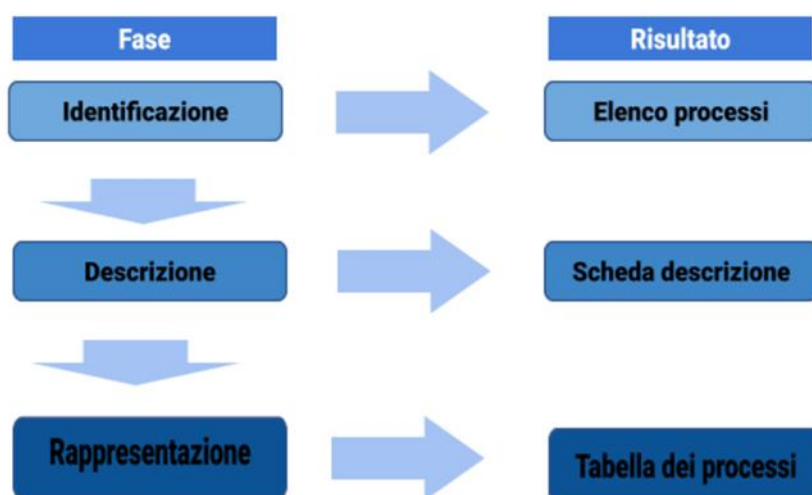 Fase
Risultato
Identificazione
Elenco processi
Descrizione
Scheda descrizione
Rappresentazione
Tabella dei processi